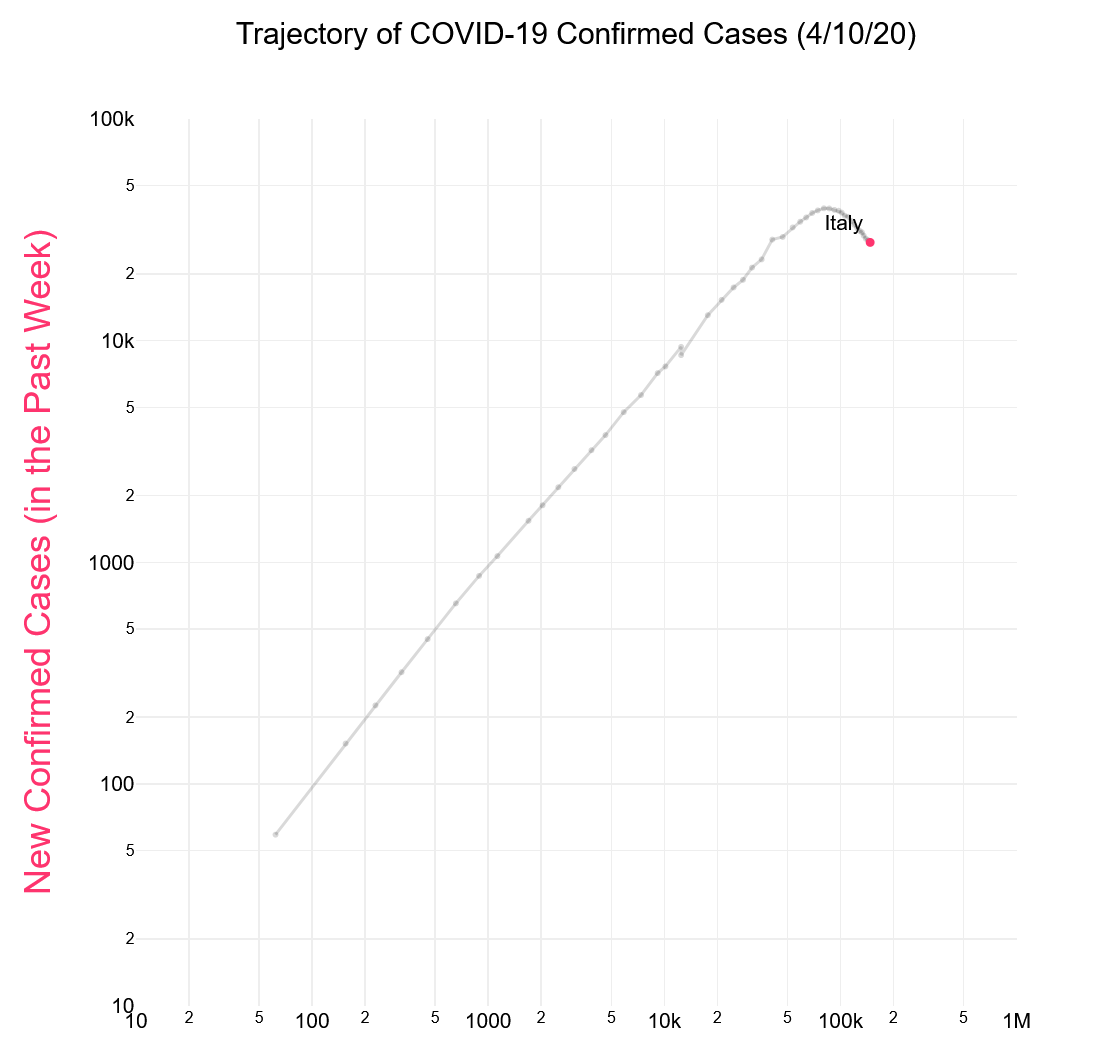 Trajectory of COVID-19 Confirmed Cases (4/10/20)
New Confirmed Cases (in the Past Week)
100k
5
2
10k
5
2
1000
5
2
100
5
2
10
Italy
10 2 5 100 2 5 1000 2 5 10k 2 5 100k 2 5 1M